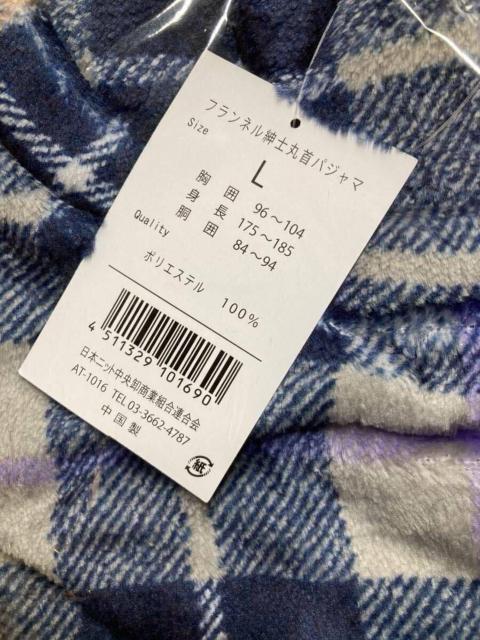 フランネル紳士丸首パジャマ
Size
L
胸囲 96～104
身長 175～185
胴囲 84～94
Quality
ポリエステル 100%
4 511329 101690
日本ニット中央卸商業組合連合会
AT-1016 TEL 03-3662-4787
中国製
紙